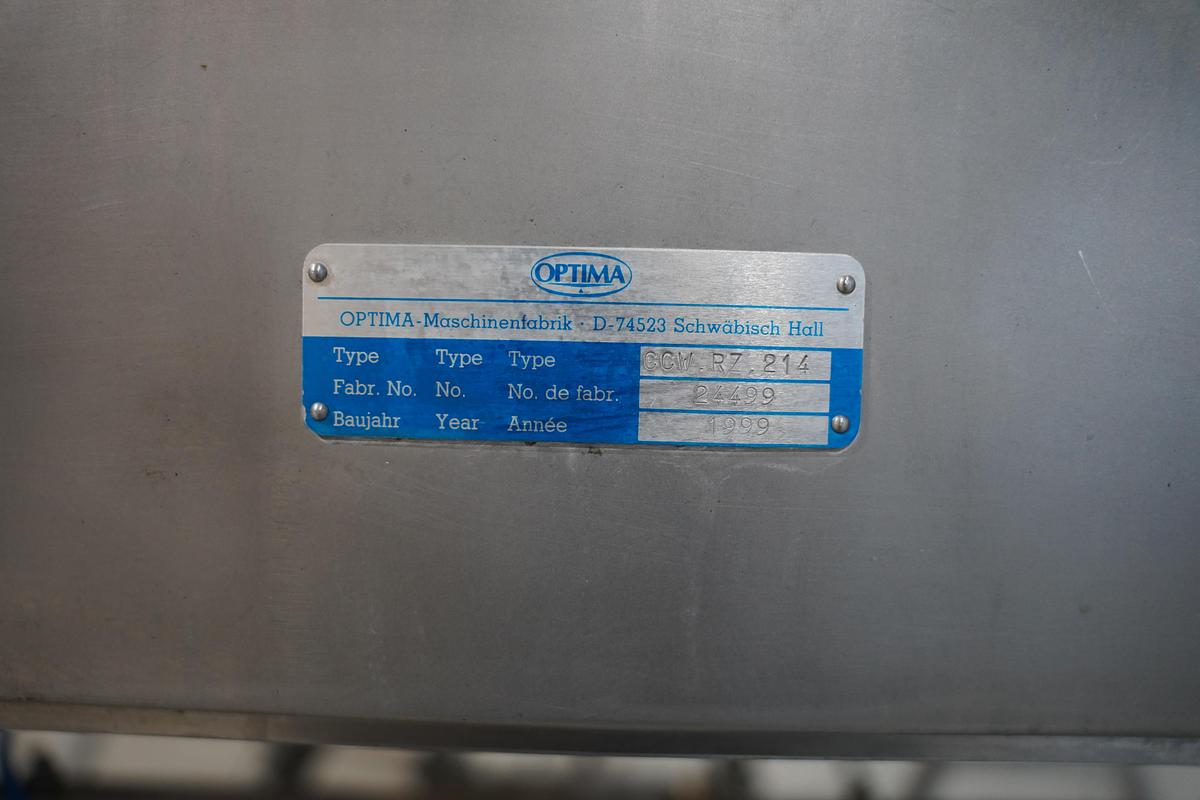 OPTIMA
OPTIMA-Maschinenfabrik · D-74523 Schwäbisch Hall
Type Type Type GCW.RZ.214
Fabr. No. No. No. de fabr. 24499
Baujahr Year Année 1999